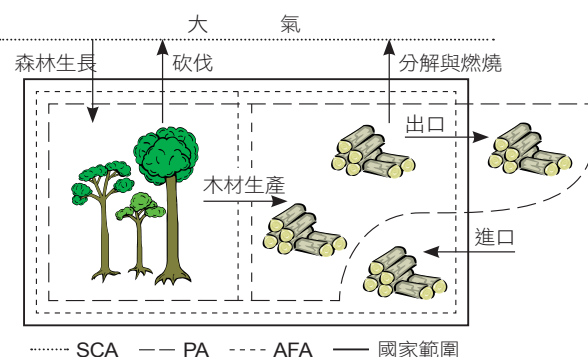 大 氣
森林生長 砍伐 分解與燃燒
出口
木材生產
進口
SCA PA AFA 國家範圍